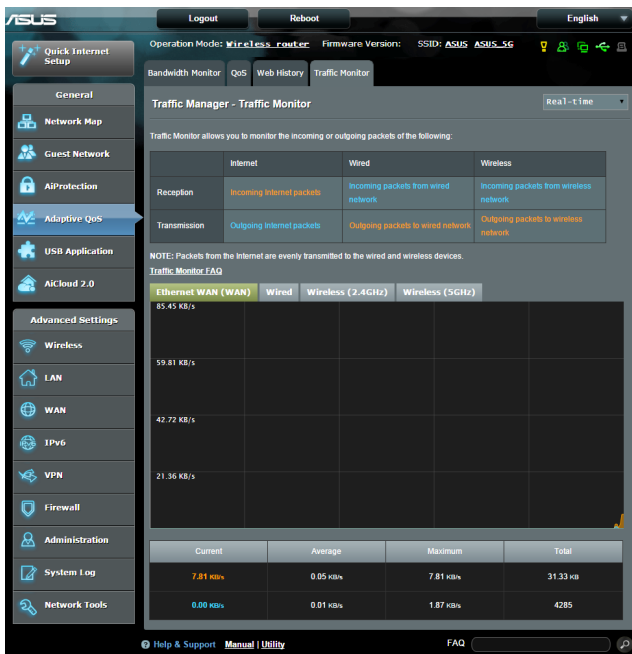 ASUS
Logout
Reboot
English
Quick Internet
Setup
Operation Mode: Wireless router Firmware Version: SSID: ASUS ASUS_5G
Bandwidth Monitor
QoS
Web History
Traffic Monitor
General
Network Map
Guest Network
AiProtection
Adaptive QoS
USB Application
AiCloud 2.0
Advanced Settings
Wireless
LAN
WAN
IPv6
VPN
Firewall
Administration
System Log
Network Tools
Traffic Manager - Traffic Monitor
Real-time
Traffic Monitor allows you to monitor the incoming or outgoing packets of the following:
Internet Wired Wireless
Reception
Incoming Internet packets
Incoming packets from wired
network
Incoming packets from wireless
network
Transmission
Outgoing Internet packets
Outgoing packets to wired network
Outgoing packets to wireless
network
NOTE: Packets from the Internet are evenly transmitted to the wired and wireless devices.
Traffic Monitor FAQ
Ethernet WAN (WAN)
Wired
Wireless (2.4GHz)
Wireless (5GHz)
85.45 KB/s
59.81 KB/s
42.72 KB/s
21.36 KB/s
Current Average Maximum Total
7.81 KB/s 0.05 KB/s 7.81 KB/s 31.33 KB
0.00 KB/s 0.01 KB/s 1.87 KB/s 4285
Help & Support Manual | Utility
FAQ